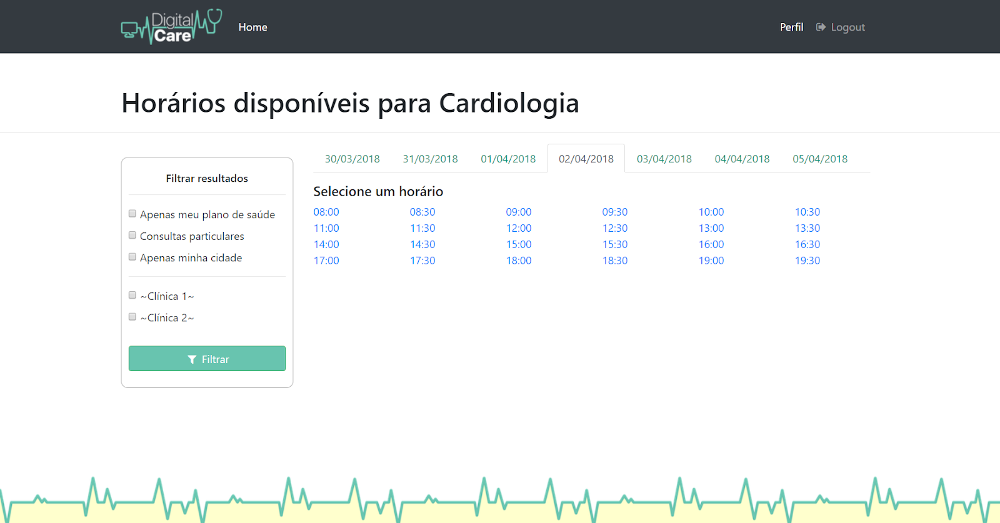 Digital
Care
Home
Perfil
Logout
Horários disponíveis para Cardiologia
Filtrar resultados
Apenas meu plano de saúde
Consultas particulares
Apenas minha cidade
~Clínica 1~
~Clínica 2~
Filtrar
30/03/2018 31/03/2018 01/04/2018 02/04/2018 03/04/2018 04/04/2018 05/04/2018
Selecione um horário
08:00 08:30 09:00 09:30 10:00 10:30
11:00 11:30 12:00 12:30 13:00 13:30
14:00 14:30 15:00 15:30 16:00 16:30
17:00 17:30 18:00 18:30 19:00 19:30